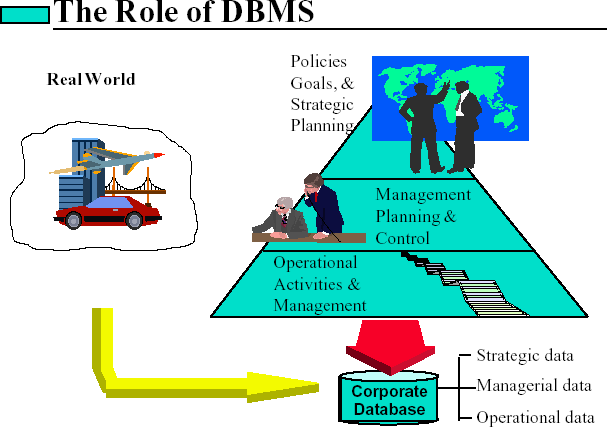 The Role of DBMS
Real World
Policies
Goals, &
Strategic
Planning
Management
Planning &
Control
Operational
Activities &
Management
Corporate
Database
Strategic data
Managerial data
Operational data